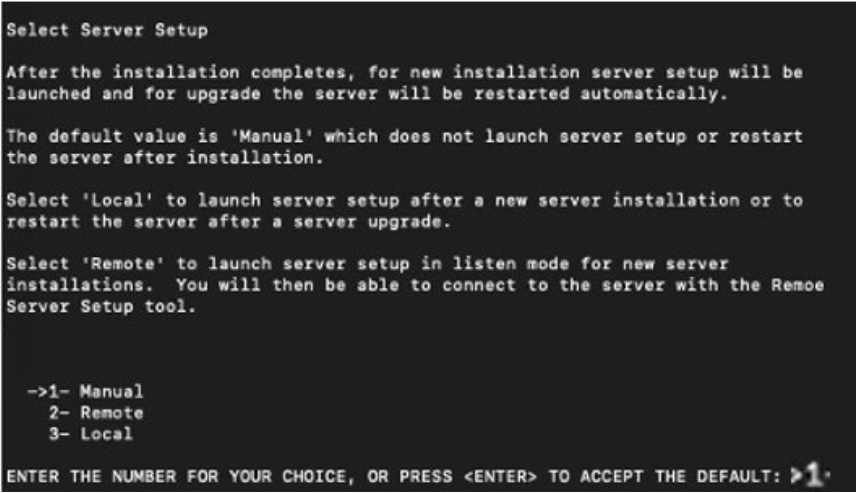 Select Server Setup
After the installation completes, for new installation server setup will be
launched and for upgrade the server will be restarted automatically.
The default value is 'Manual' which does not launch server setup or restart
the server after installation.
Select 'Local' to launch server setup after a new server installation or to
restart the server after a server upgrade.
Select 'Remote' to launch server setup in listen mode for new server
installations.  You will then be able to connect to the server with the Remoe
Server Setup tool.
->1- Manual
2- Remote
3- Local
ENTER THE NUMBER FOR YOUR CHOICE, OR PRESS <ENTER> TO ACCEPT THE DEFAULT: >1